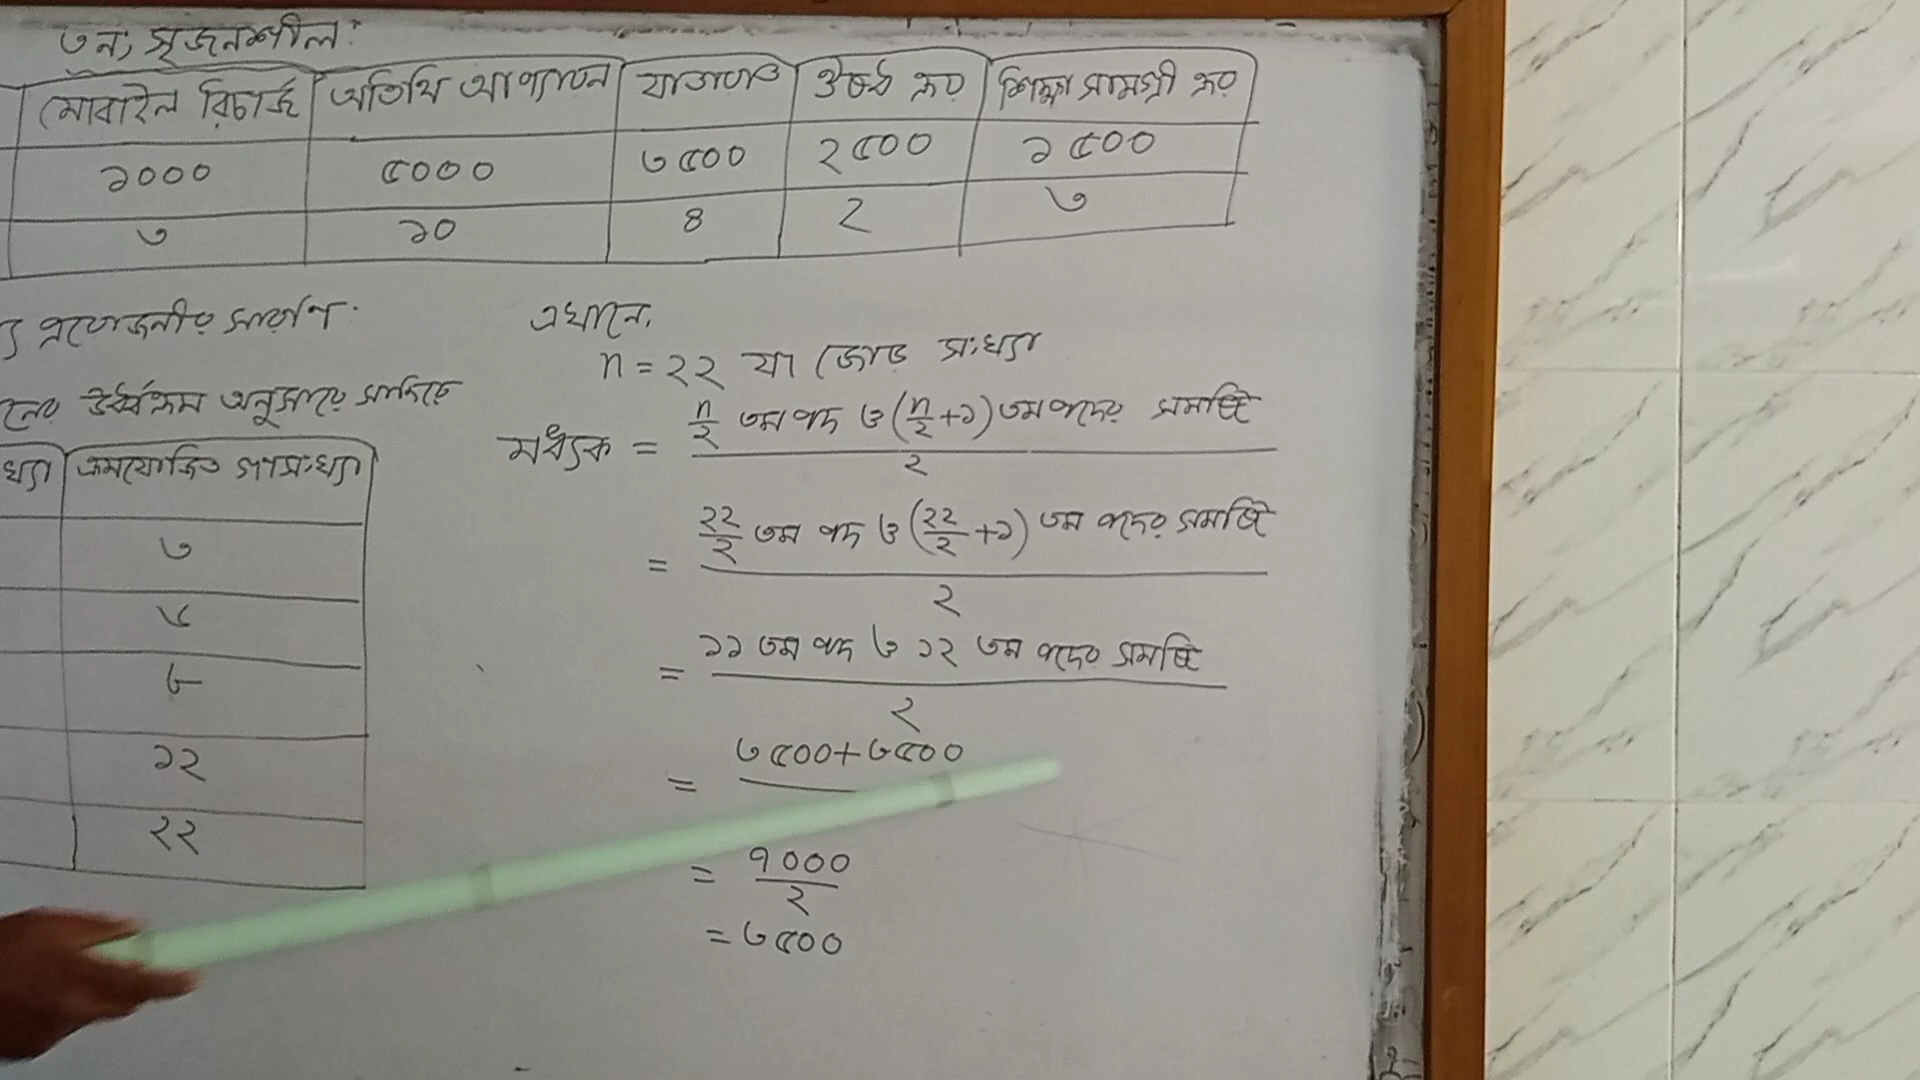 ৩নং সৃজনশীল:
মোবাইল রিচার্জ অতিথি আপ্যায়ন যাতায়াত ঔষধ ক্রয় শিক্ষা সামগ্রী ক্রয়
১০০০ ৫০০০ ৩৫০০ ২৫০০ ১৫০০
৩ ১০ ৪ ২ ৩
প্রয়োজনীয় সারণি
ঊর্ধ্বক্রম অনুসারে সাজিয়ে
খ্যা ক্রমযোজিত গণসংখ্যা
৩
৬
৮
১২
২২
এখানে,
n = ২২ যা জোড় সংখ্যা
মধ্যক = n/২ তম পদ ও (n/২ + ১) তম পদের সমষ্টি / ২
= ২২/২ তম পদ ও (২২/২ + ১) তম পদের সমষ্টি / ২
= ১১ তম পদ ও ১২ তম পদের সমষ্টি / ২
= ৩৫০০ + ৩৫০০
= ৭০০০/২
= ৩৫০০